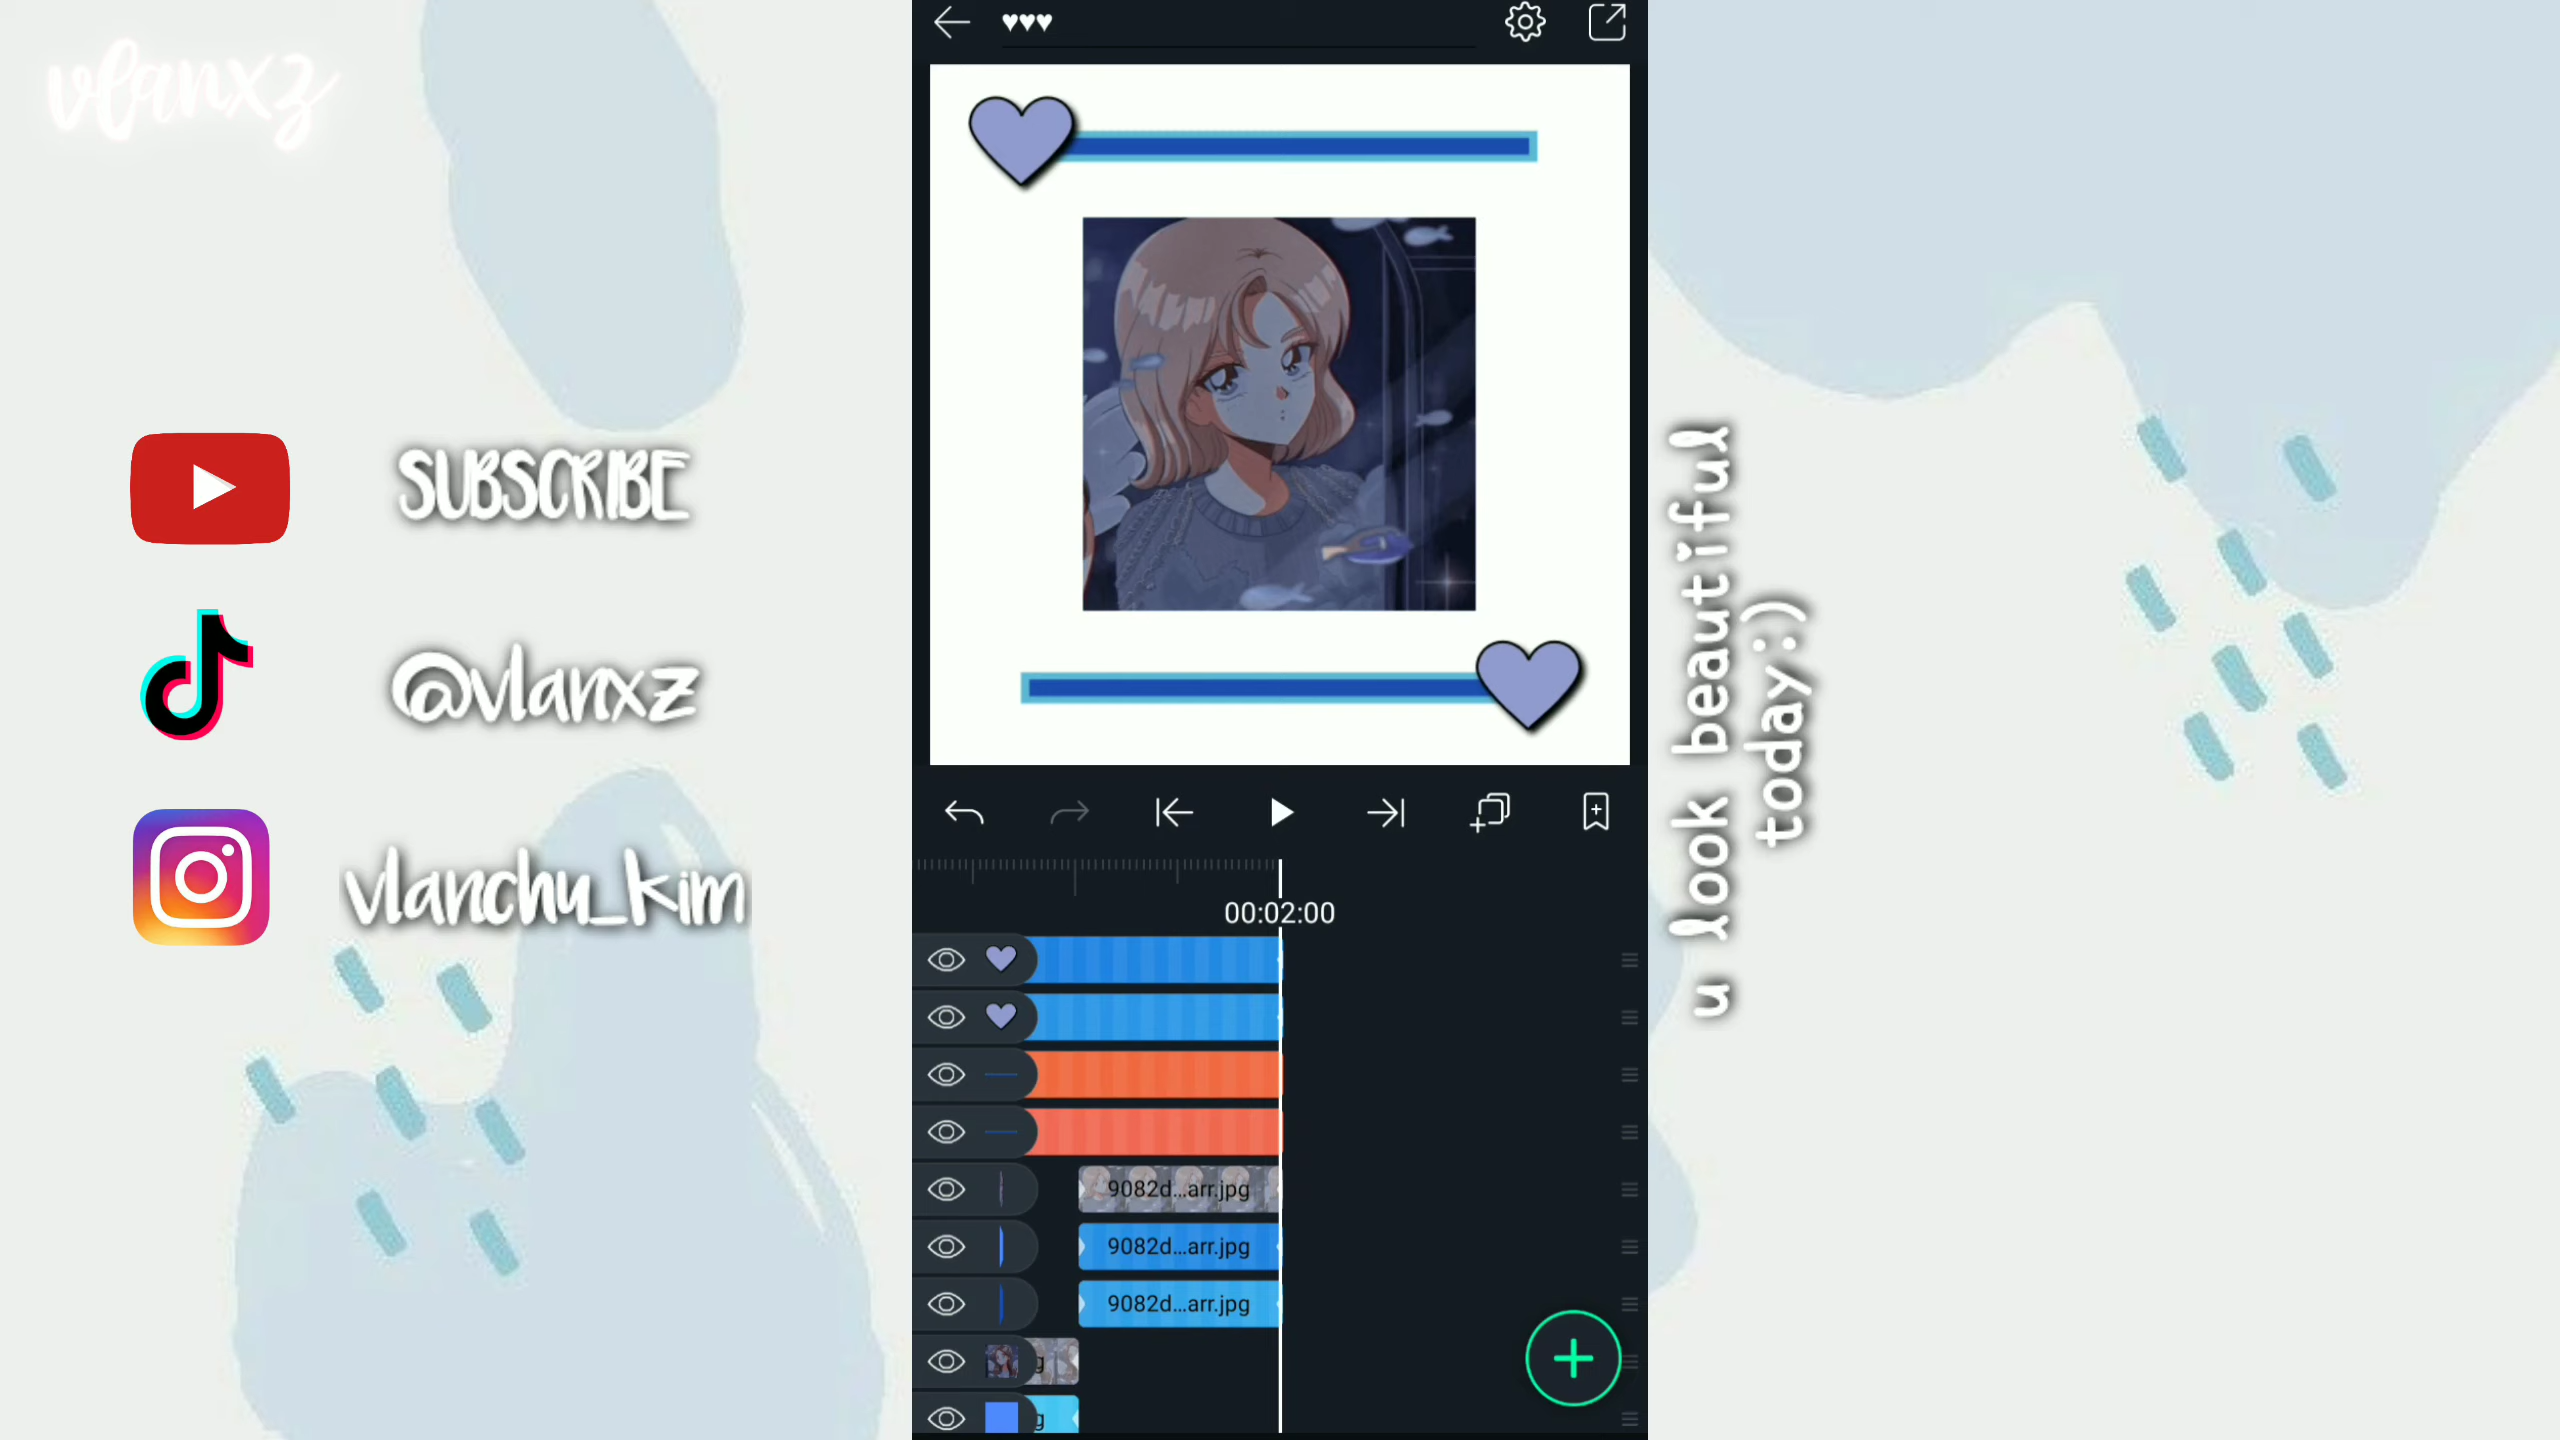 vlanxz
♥♥♥
SUBSCRIBE
@vlanxz
vlanchu_kim
u look beautiful
today:)
00:02:00
9082d...arr.jpg
9082d...arr.jpg
9082d...arr.jpg
g
g